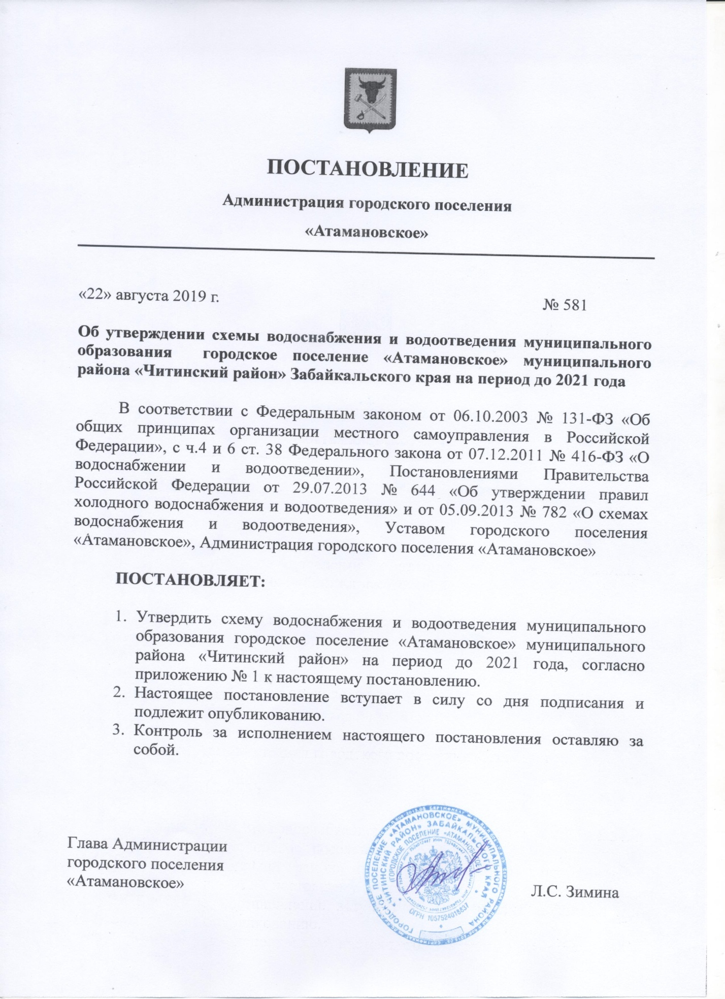 ПОСТАНОВЛЕНИЕ
Администрация городского поселения
«Атамановское»
«22» августа 2019 г. № 581
Об утверждении схемы водоснабжения и водоотведения муниципального
образования городское поселение «Атамановское» муниципального
района «Читинский район» Забайкальского края на период до 2021 года
В соответствии с Федеральным законом от 06.10.2003 № 131-ФЗ «Об
общих принципах организации местного самоуправления в Российской
Федерации», с ч.4 и 6 ст. 38 Федерального закона от 07.12.2011 № 416-ФЗ «О
водоснабжении и водоотведении», Постановлениями Правительства
Российской Федерации от 29.07.2013 № 644 «Об утверждении правил
холодного водоснабжения и водоотведения» и от 05.09.2013 № 782 «О схемах
водоснабжения и водоотведения», Уставом городского поселения
«Атамановское», Администрация городского поселения «Атамановское»
ПОСТАНОВЛЯЕТ:
1. Утвердить схему водоснабжения и водоотведения муниципального
образования городское поселение «Атамановское» муниципального
района «Читинский район» на период до 2021 года, согласно
приложению № 1 к настоящему постановлению.
2. Настоящее постановление вступает в силу со дня подписания и
подлежит опубликованию.
3. Контроль за исполнением настоящего постановления оставляю за
собой.
Глава Администрации
городского поселения
«Атамановское»
Л.С. Зимина
ГОРОДСКОЕ ПОСЕЛЕНИЕ «АТАМАНОВСКОЕ» МУНИЦИПАЛЬНОГО РАЙОНА
«ЧИТИНСКИЙ РАЙОН» ЗАБАЙКАЛЬСКОГО КРАЯ
(ГОРОДСКОЕ ПОСЕЛЕНИЕ «АТАМАНОВСКОЕ»)
ОГРН 1057524018837